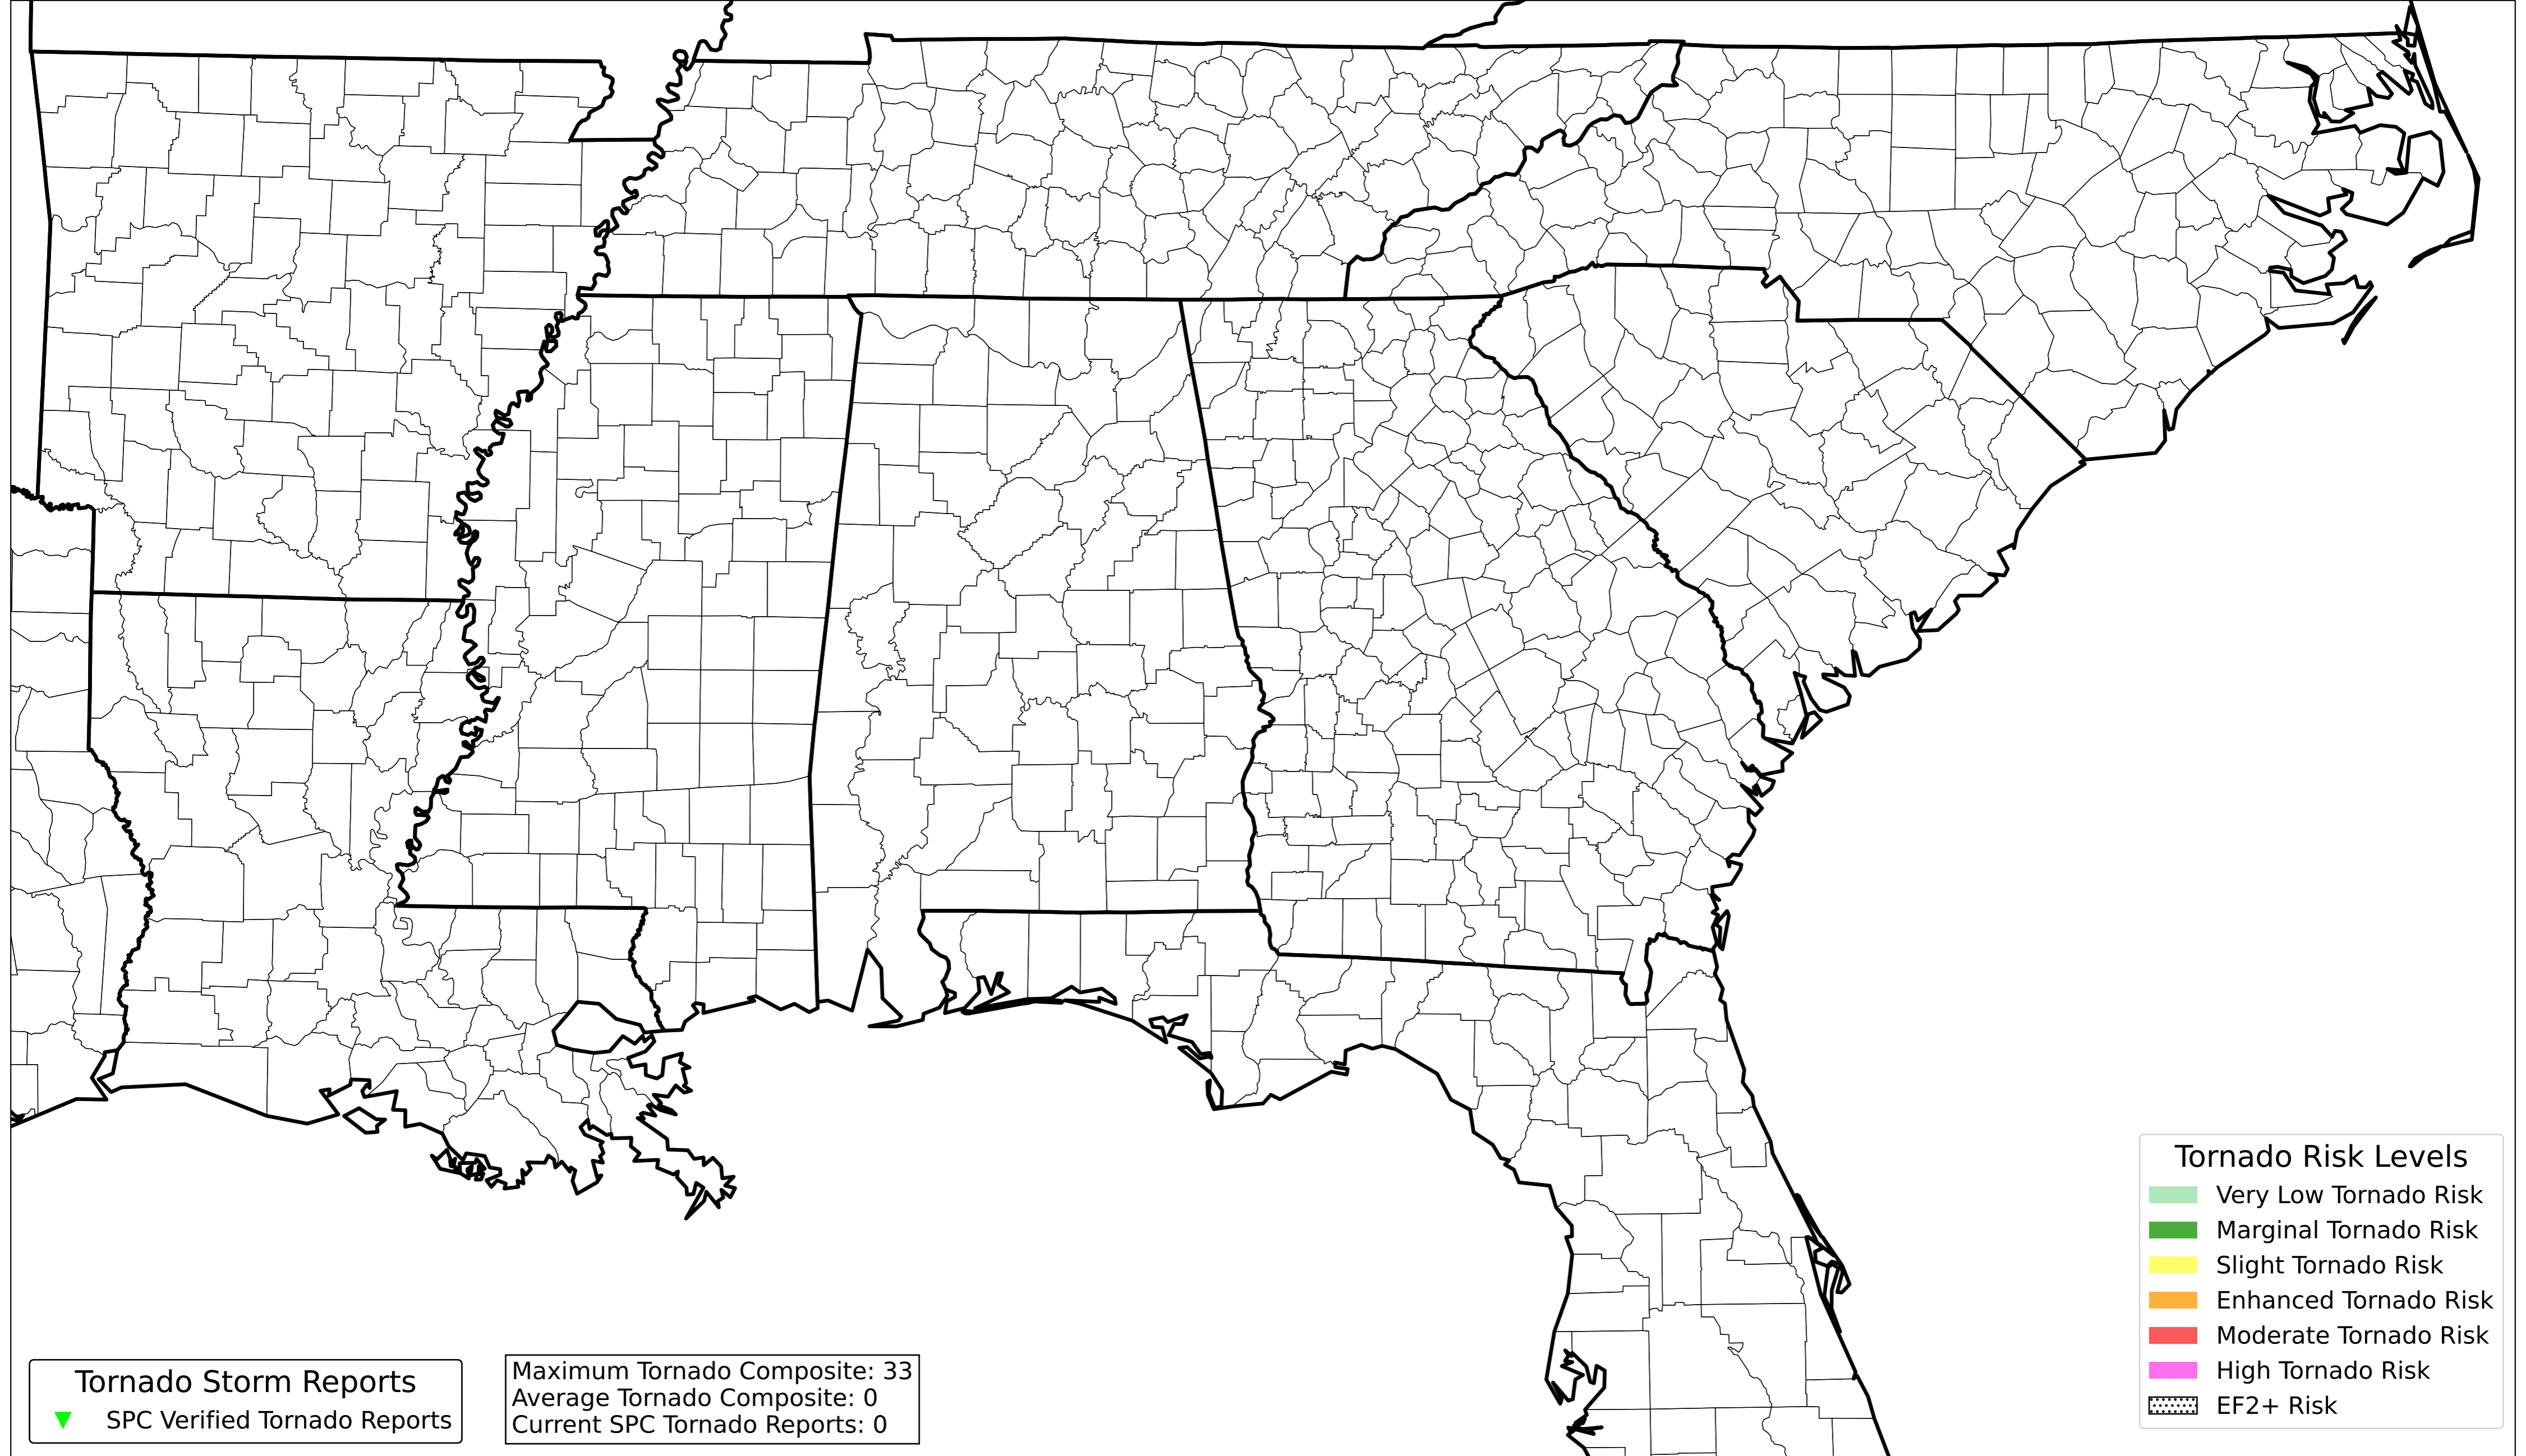 Tornado Risk Levels
Very Low Tornado Risk
Marginal Tornado Risk
Slight Tornado Risk
Enhanced Tornado Risk
Moderate Tornado Risk
High Tornado Risk
EF2+ Risk
Tornado Storm Reports
SPC Verified Tornado Reports
Maximum Tornado Composite: 33
Average Tornado Composite: 0
Current SPC Tornado Reports: 0